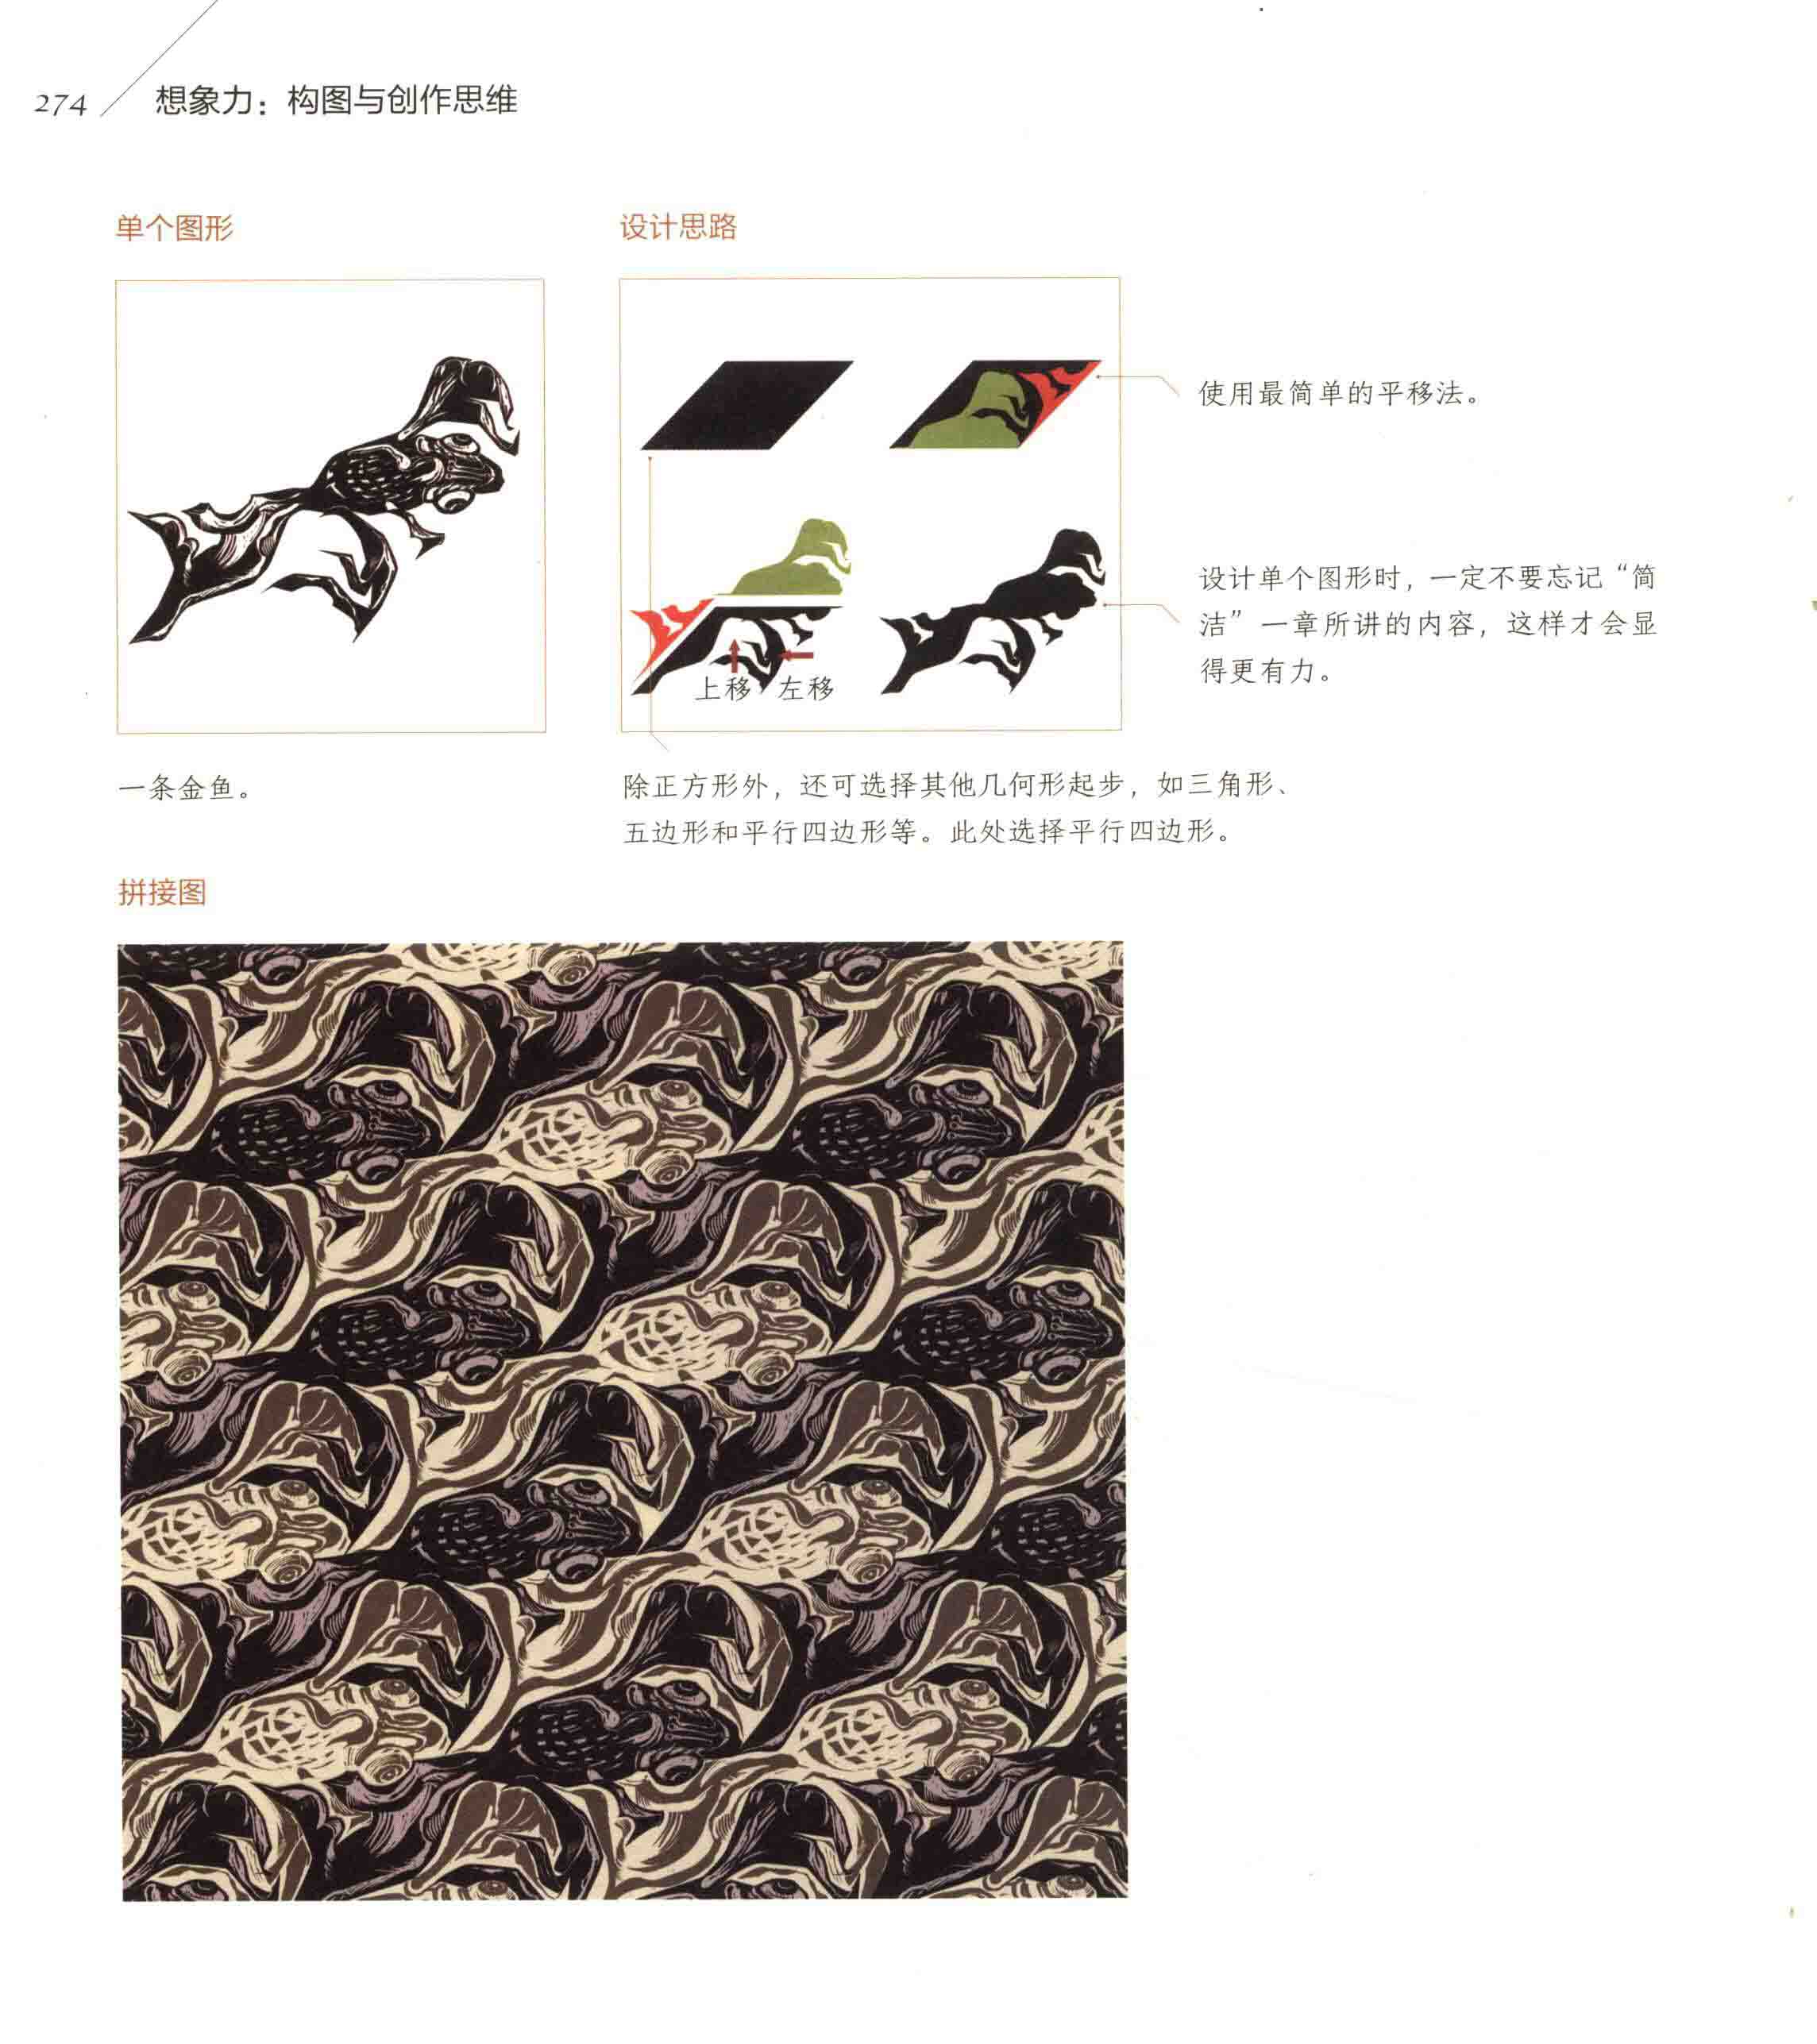 274
想象力：构图与创作思维
单个图形
设计思路
使用最简单的平移法。
设计单个图形时，一定不要忘记“简
洁”一章所讲的内容，这样才会显
得更有力。
上移
左移
一条金鱼。
除正方形外，还可选择其他几何形起步，如三角形、
五边形和平行四边形等。此处选择平行四边形。
拼接图